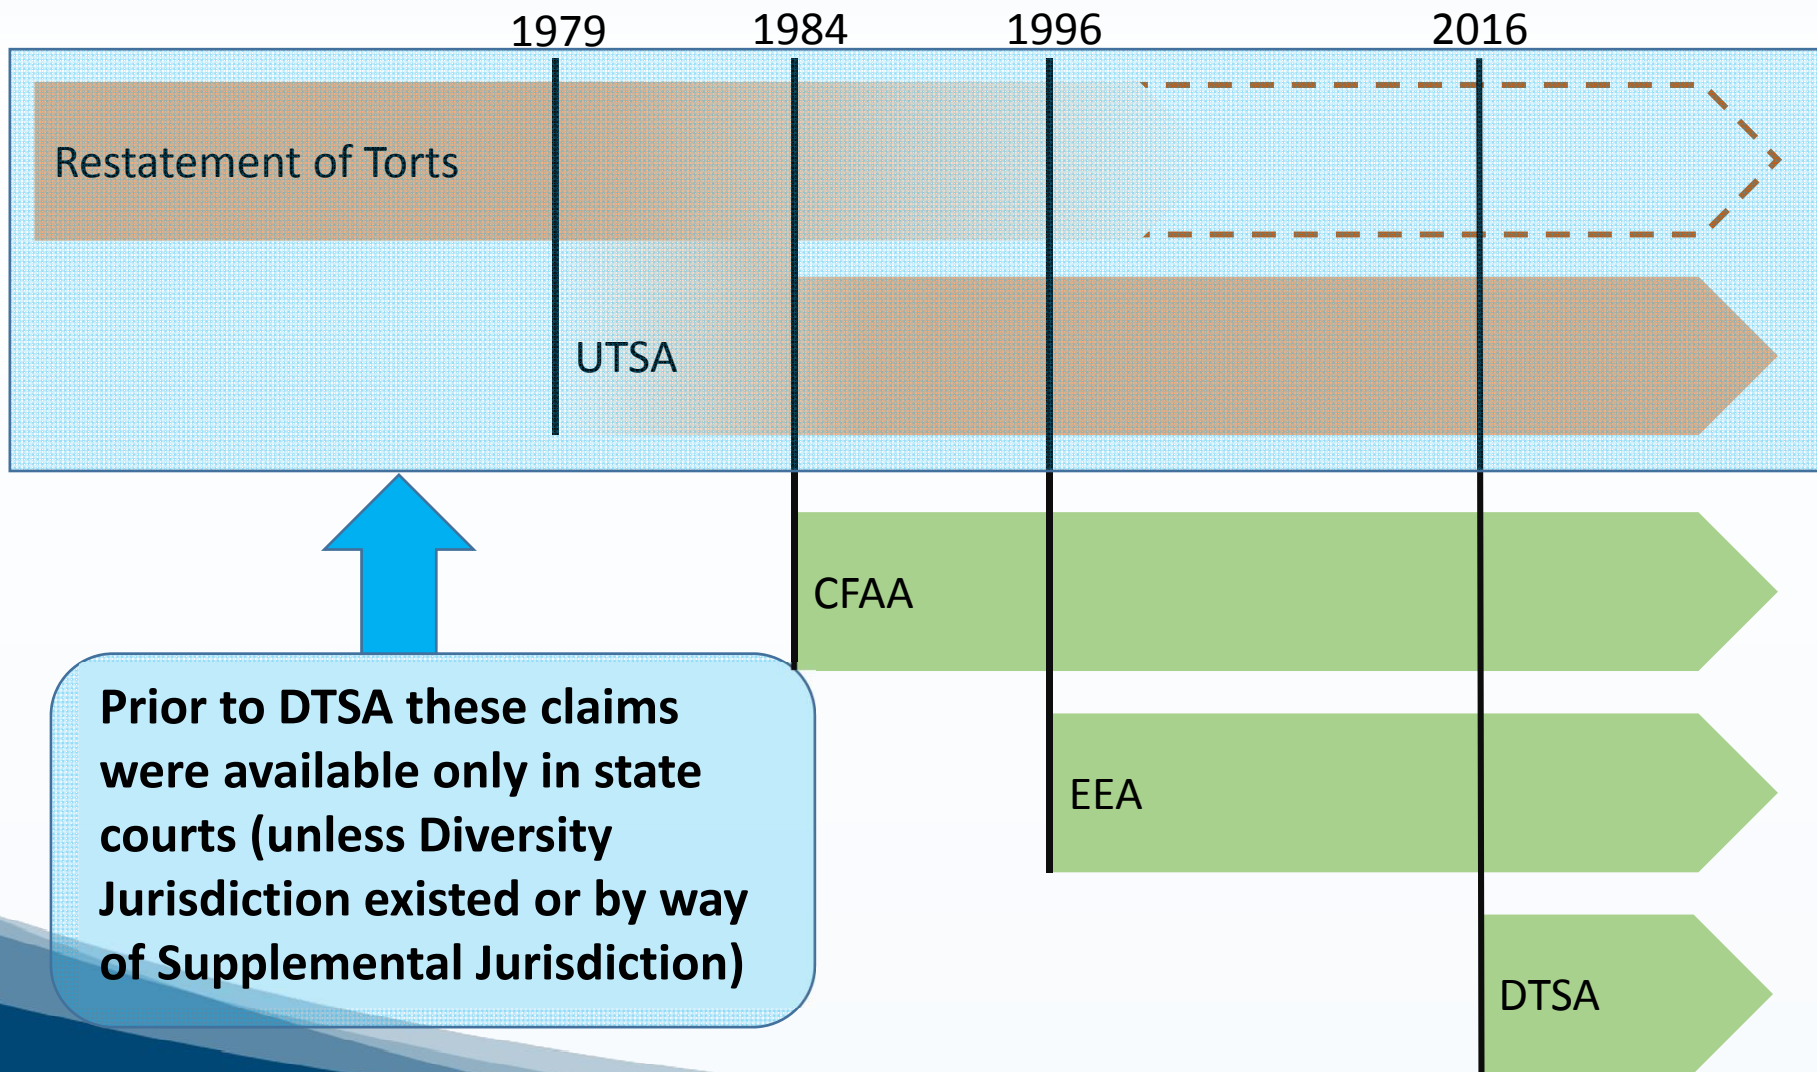 1979 1984 1996 2016
Restatement of Torts
UTSA
CFAA
Prior to DTSA these claims
were available only in state
courts (unless Diversity
Jurisdiction existed or by way
of Supplemental Jurisdiction)
EEA
DTSA